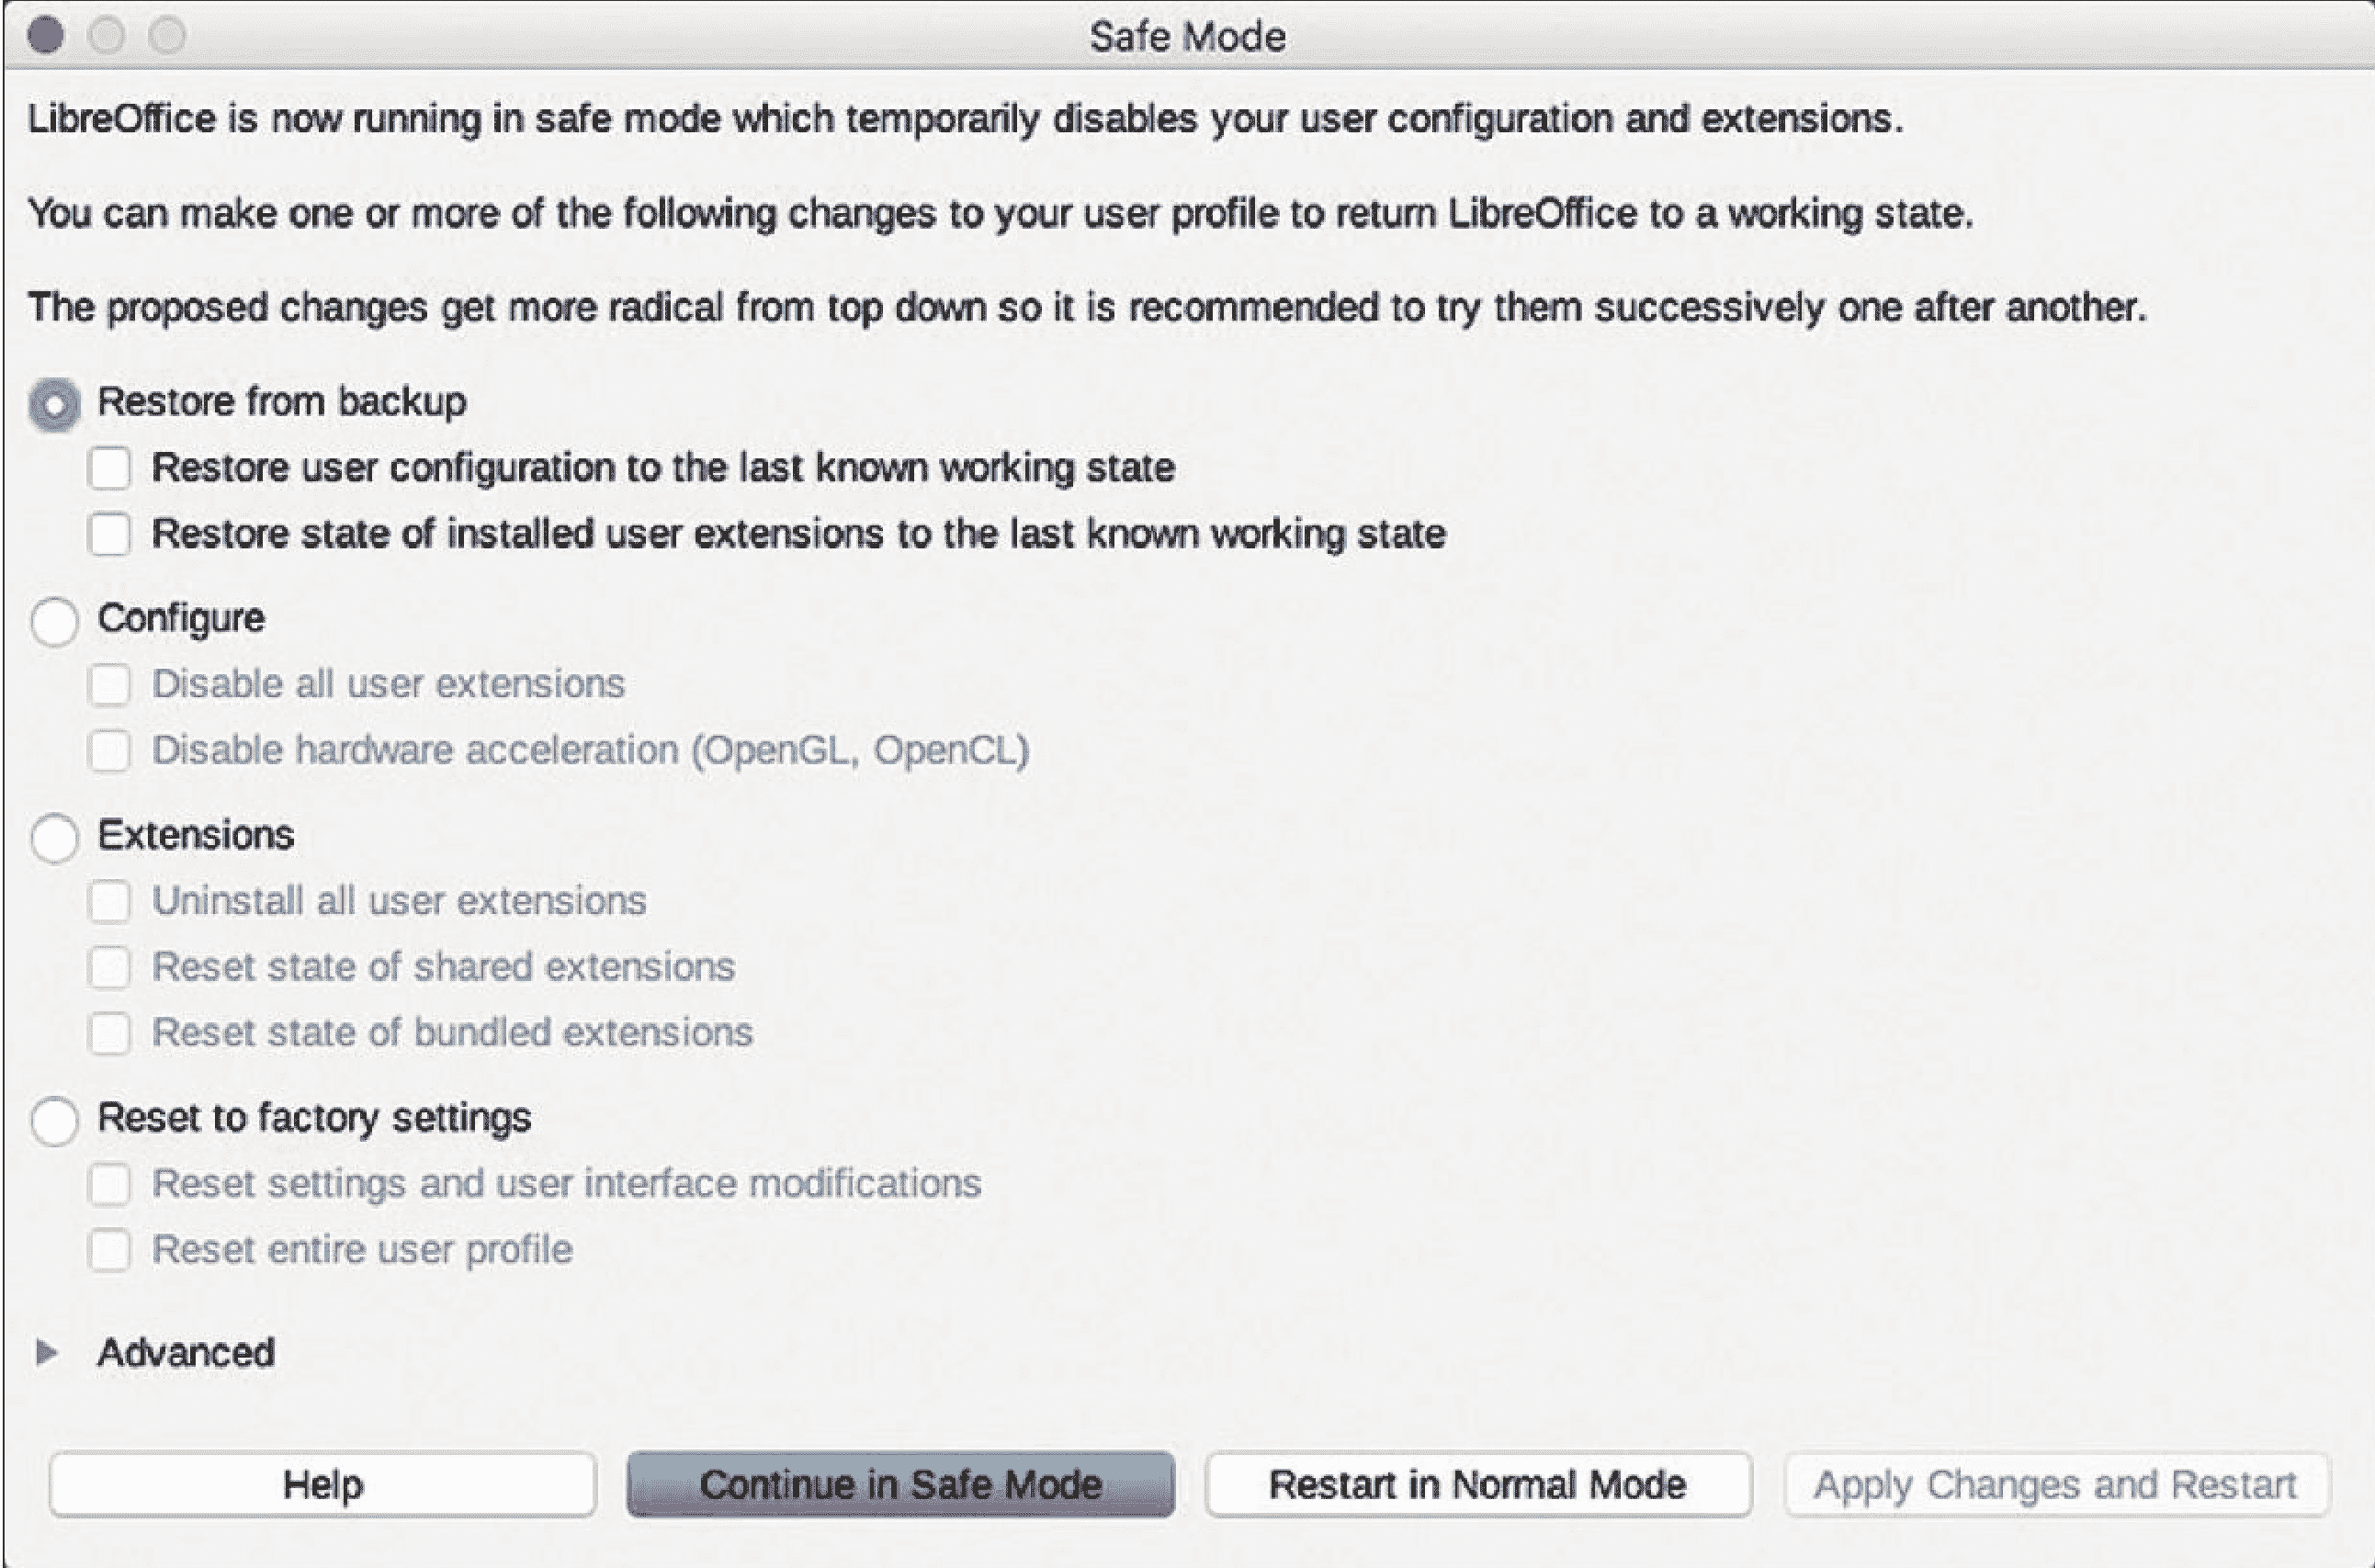 Safe Mode
LibreOffice is now running in safe mode which temporarily disables your user configuration and extensions.
You can make one or more of the following changes to your user profile to return LibreOffice to a working state.
The proposed changes get more radical from top down so it is recommended to try them successively one after another.
Restore from backup
Restore user configuration to the last known working state
Restore state of installed user extensions to the last known working state
Configure
Disable all user extensions
Disable hardware acceleration (OpenGL, OpenCL)
Extensions
Uninstall all user extensions
Reset state of shared extensions
Reset state of bundled extensions
Reset to factory settings
Reset settings and user interface modifications
Reset entire user profile
Advanced
Help
Continue in Safe Mode
Restart in Normal Mode
Apply Changes and Restart